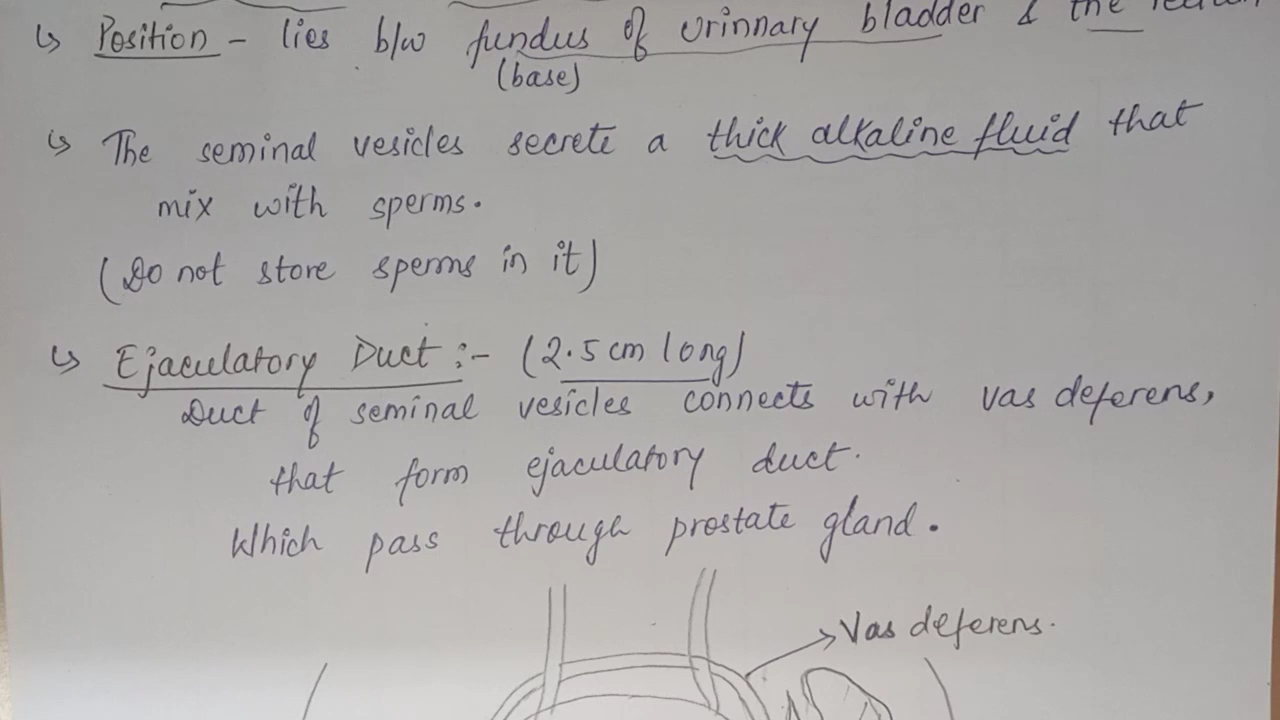 ↳ Position - lies b/w fundus of urinnary bladder & the
(base)
↳ The seminal vesicles secrete a thick alkaline fluid that
mix with sperms.
(Do not store sperms in it)
↳ Ejaculatory Duct :- (2.5 cm long)
Duct of seminal vesicles connects with vas deferens,
that form ejaculatory duct.
Which pass through prostate gland.
Vas deferens.